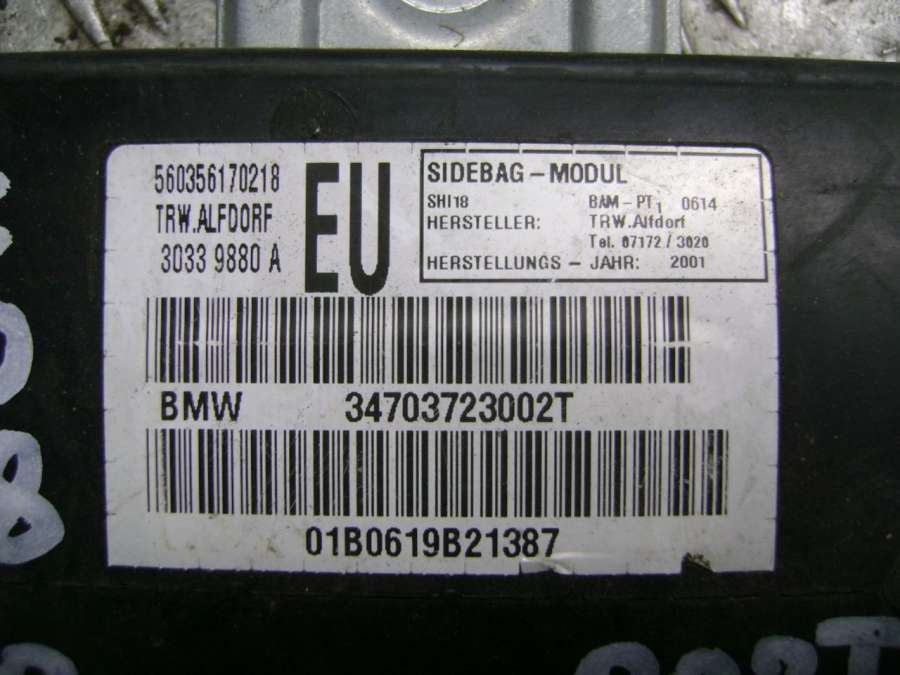 560356170218
TRW.ALFDORF
3033 9880 A
EU
SIDEBAG - MODUL
SHI18 BAM - PT1 0614
HERSTELLER: TRW.Alfdorf
Tel. 07172 / 3020
HERSTELLUNGS - JAHR: 2001
BMW 34703723002T
01B0619B21387